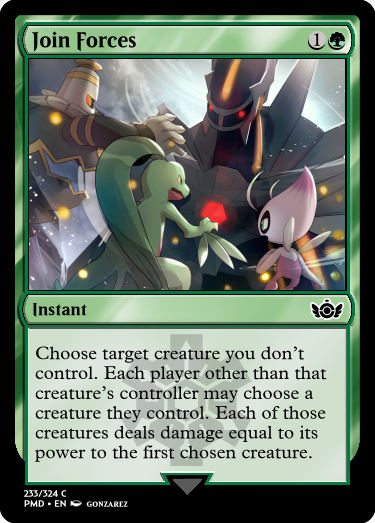 Join Forces 1
Instant
Choose target creature you don't
control. Each player other than that
creature's controller may choose a
creature they control. Each of those
creatures deals damage equal to its
power to the first chosen creature.
233/324 C
PMD • EN GONZAREZ